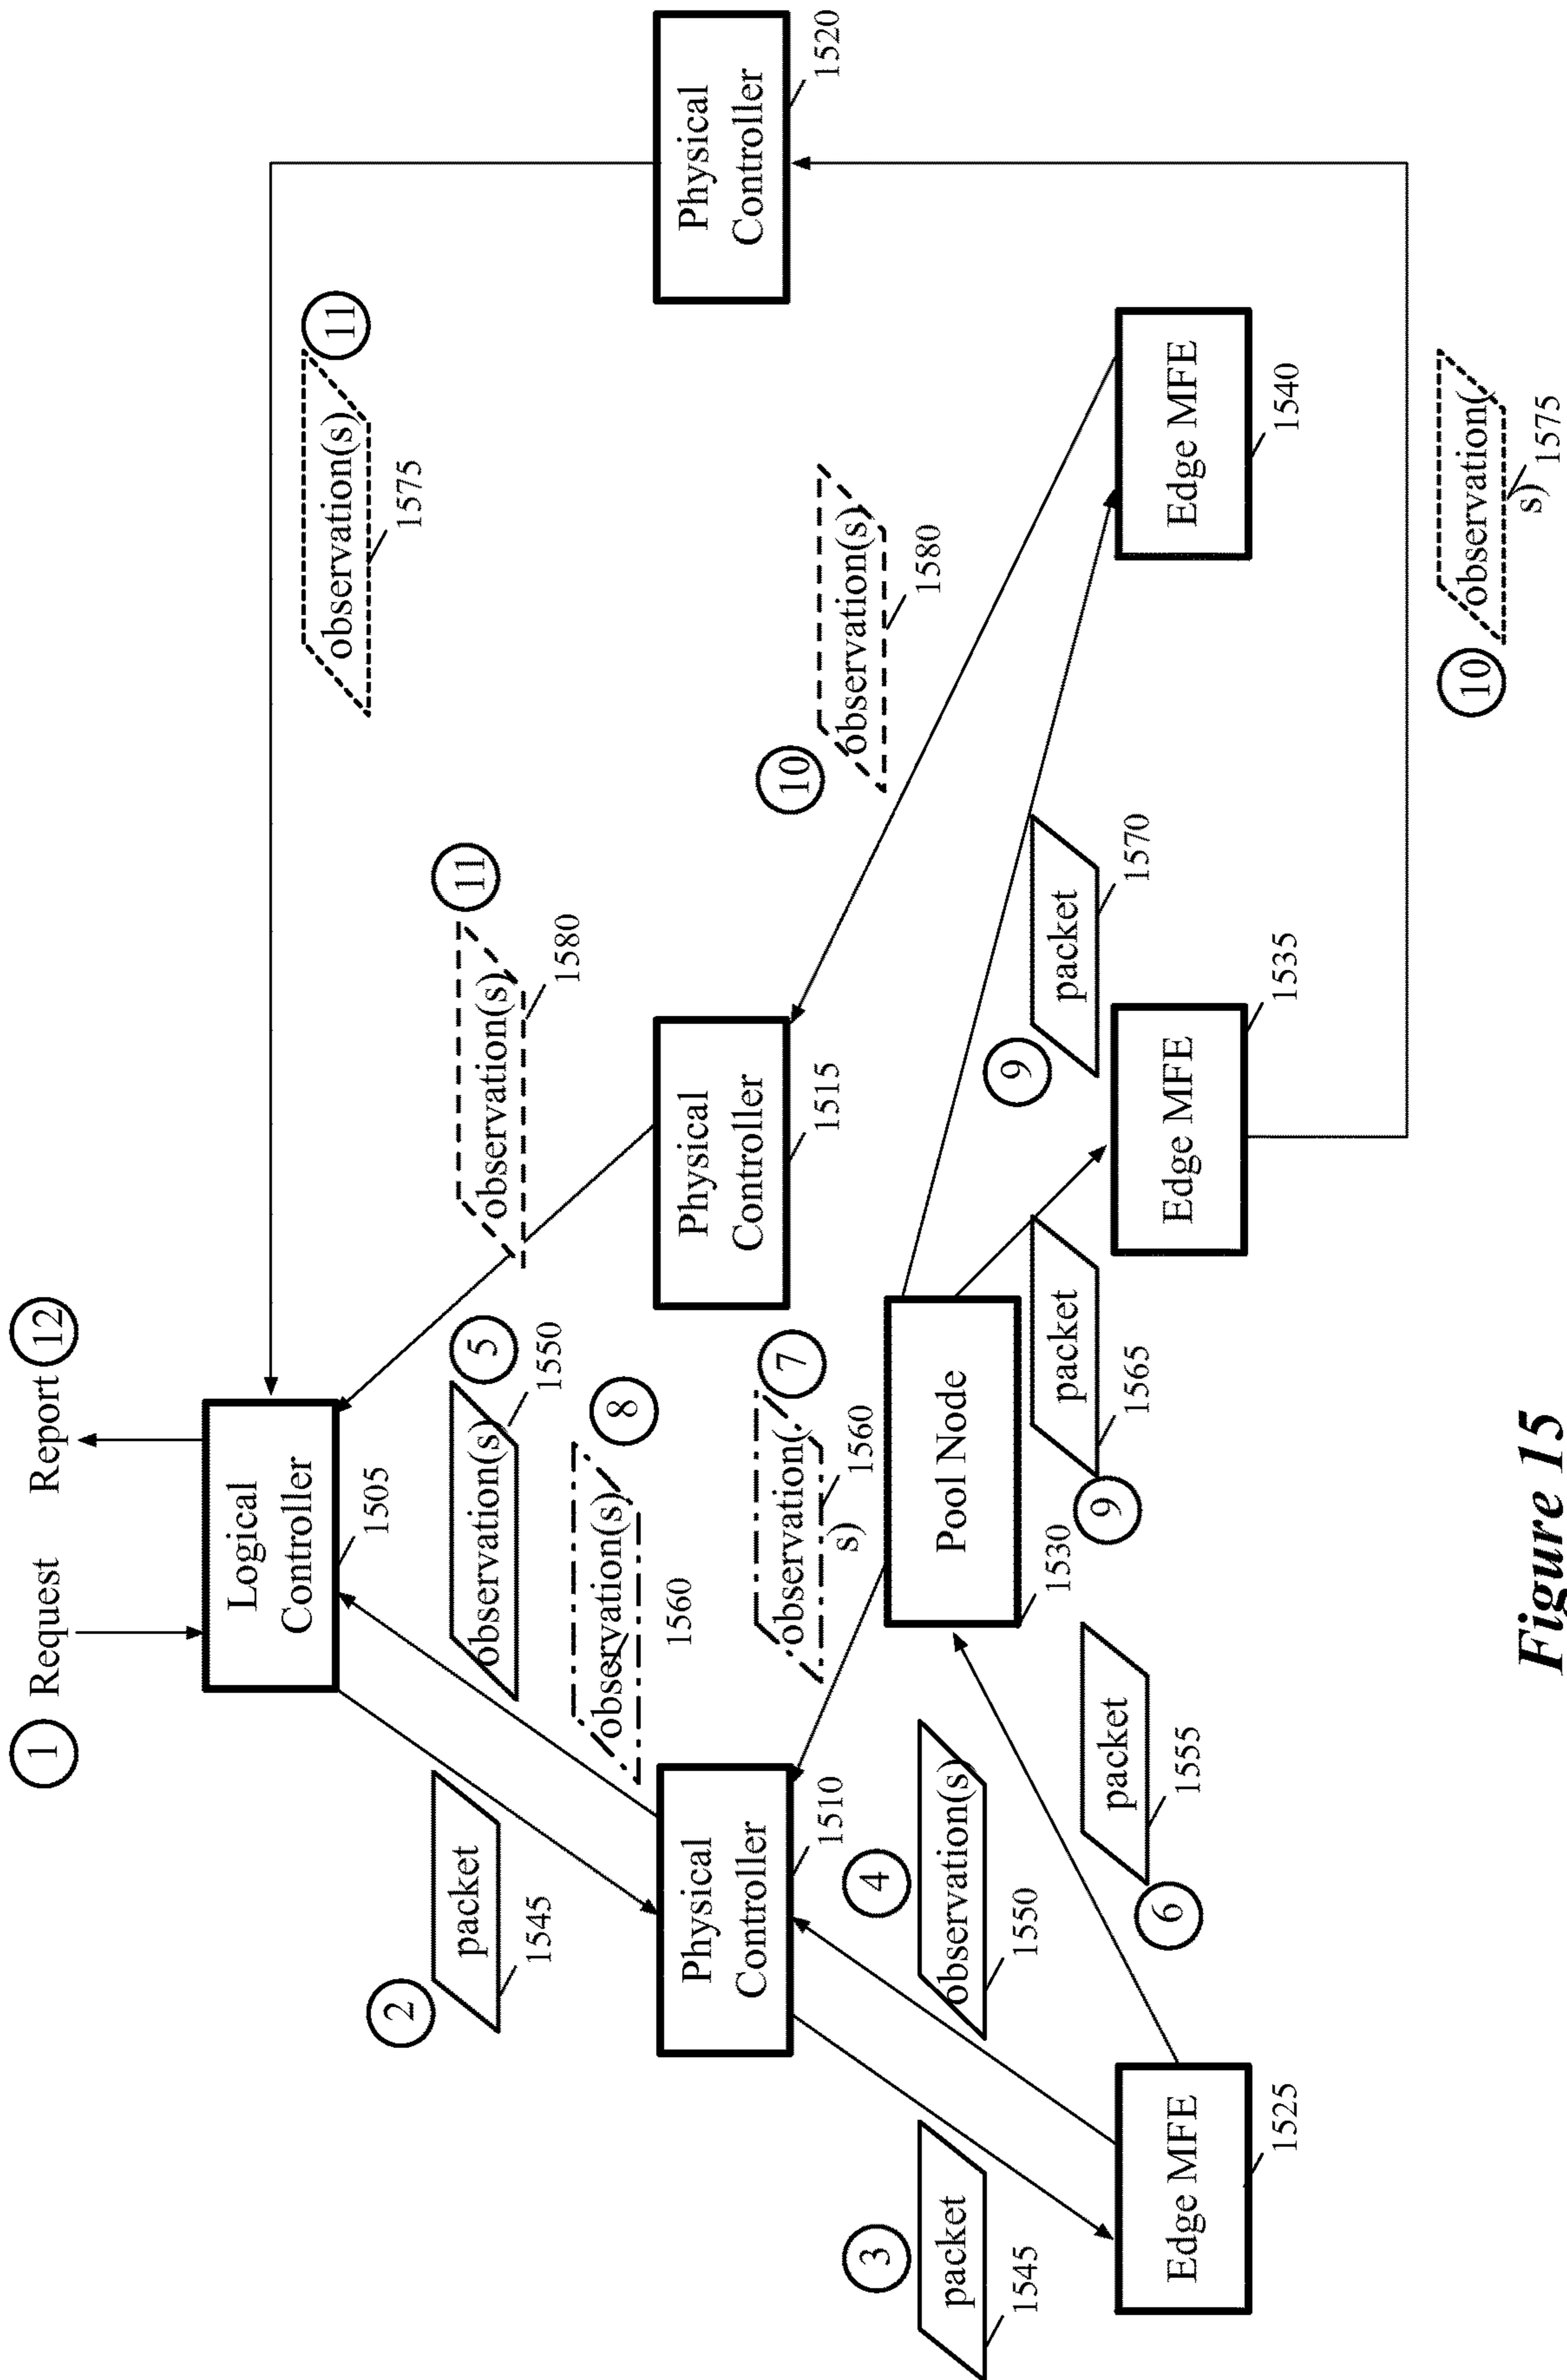 1 Request Report 12
Logical
Controller
1505
2
packet
1545
observation(s)
5
1550
observation(s)
8
1560
observation(s)
11
1580
observation(s)
11
1575
Physical
Controller
1510
Physical
Controller
1515
Physical
Controller
1520
observation(
s)
7
1560
10
observation(s)
1580
3
packet
1545
4
observation(s)
1550
Pool Node
1530
6
packet
1555
9
packet
1565
9
packet
1570
Edge MFE
1525
Edge MFE
1535
Edge MFE
1540
10
observation(
s)
1575
Figure 15